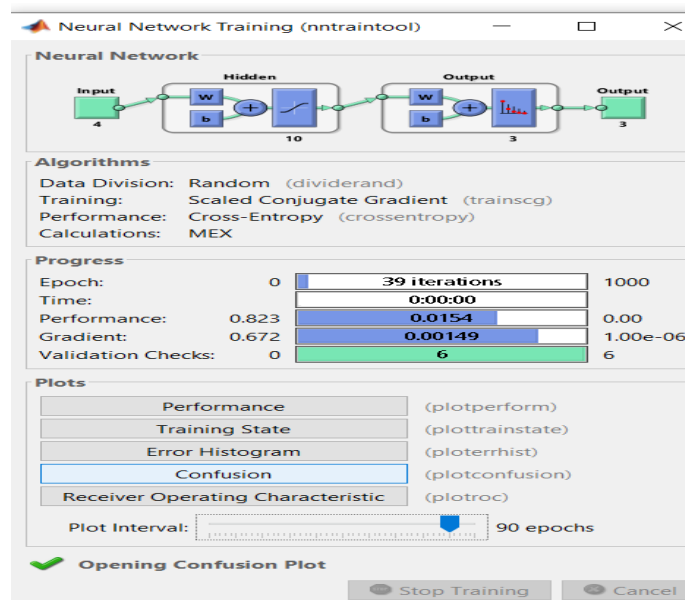 Neural Network Training (nntraintool)
Neural Network
Hidden Output
Input W b + W b + Output
4 10 3 3
Algorithms
Data Division: Random (dividerand)
Training: Scaled Conjugate Gradient (trainscg)
Performance: Cross-Entropy (crossentropy)
Calculations: MEX
Progress
Epoch: 0 39 iterations 1000
Time: 0:00:00
Performance: 0.823 0.0154 0.00
Gradient: 0.672 0.00149 1.00e-06
Validation Checks: 0 6 6
Plots
Performance (plotperform)
Training State (plottrainstate)
Error Histogram (ploterrhist)
Confusion (plotconfusion)
Receiver Operating Characteristic (plotroc)
Plot Interval: 90 epochs
Opening Confusion Plot
Stop Training Cancel